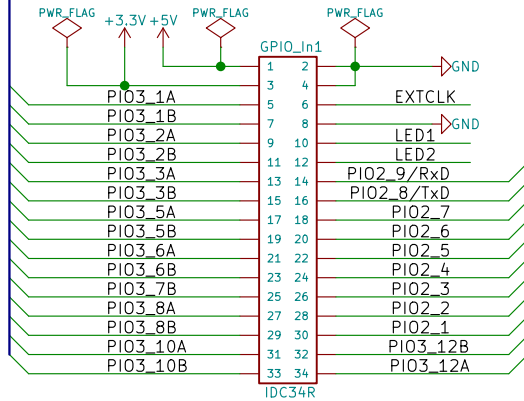 PWR_FLAG PWR_FLAG PWR_FLAG
+3.3V +5V
GPIO_In1
1 2 GND
3 4
PIO3_1A 5 6 EXTCLK
PIO3_1B 7 8 GND
PIO3_2A 9 10 LED1
PIO3_2B 11 12 LED2
PIO3_3A 13 14 PIO2_9/RxD
PIO3_3B 15 16 PIO2_8/TxD
PIO3_5A 17 18 PIO2_7
PIO3_5B 19 20 PIO2_6
PIO3_6A 21 22 PIO2_5
PIO3_6B 23 24 PIO2_4
PIO3_7B 25 26 PIO2_3
PIO3_8A 27 28 PIO2_2
PIO3_8B 29 30 PIO2_1
PIO3_10A 31 32 PIO3_12B
PIO3_10B 33 34 PIO3_12A
IDC34R